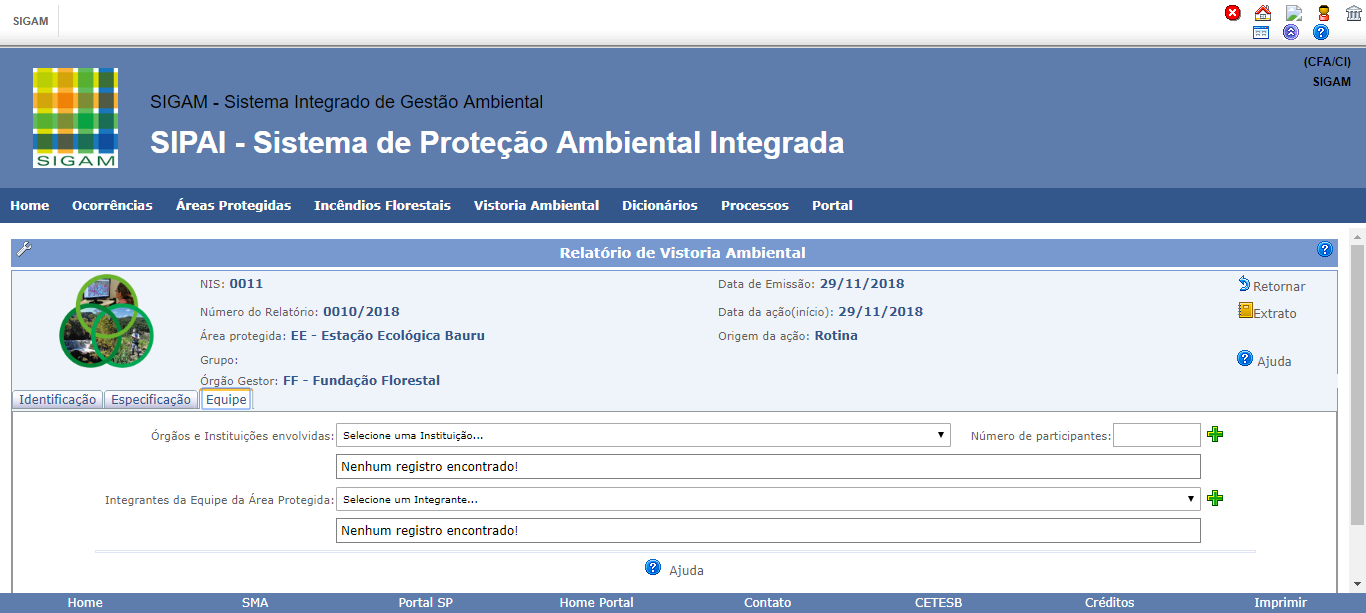 SIGAM
(CFA/CI)
SIGAM
SIGAM
SIGAM - Sistema Integrado de Gestão Ambiental
SIPAI - Sistema de Proteção Ambiental Integrada
Home Ocorrências Áreas Protegidas Incêndios Florestais Vistoria Ambiental Dicionários Processos Portal
Relatório de Vistoria Ambiental
NIS: 0011 Data de Emissão: 29/11/2018 Retornar
Número do Relatório: 0010/2018 Data da ação(início): 29/11/2018 Extrato
Área protegida: EE - Estação Ecológica Bauru Origem da ação: Rotina
Grupo: Ajuda
Órgão Gestor: FF - Fundação Florestal
Identificação Especificação Equipe
Órgãos e Instituições envolvidas: Selecione uma Instituição... Número de participantes:
Nenhum registro encontrado!
Integrantes da Equipe da Área Protegida: Selecione um Integrante...
Nenhum registro encontrado!
Ajuda
Home SMA Portal SP Home Portal Contato CETESB Créditos Imprimir